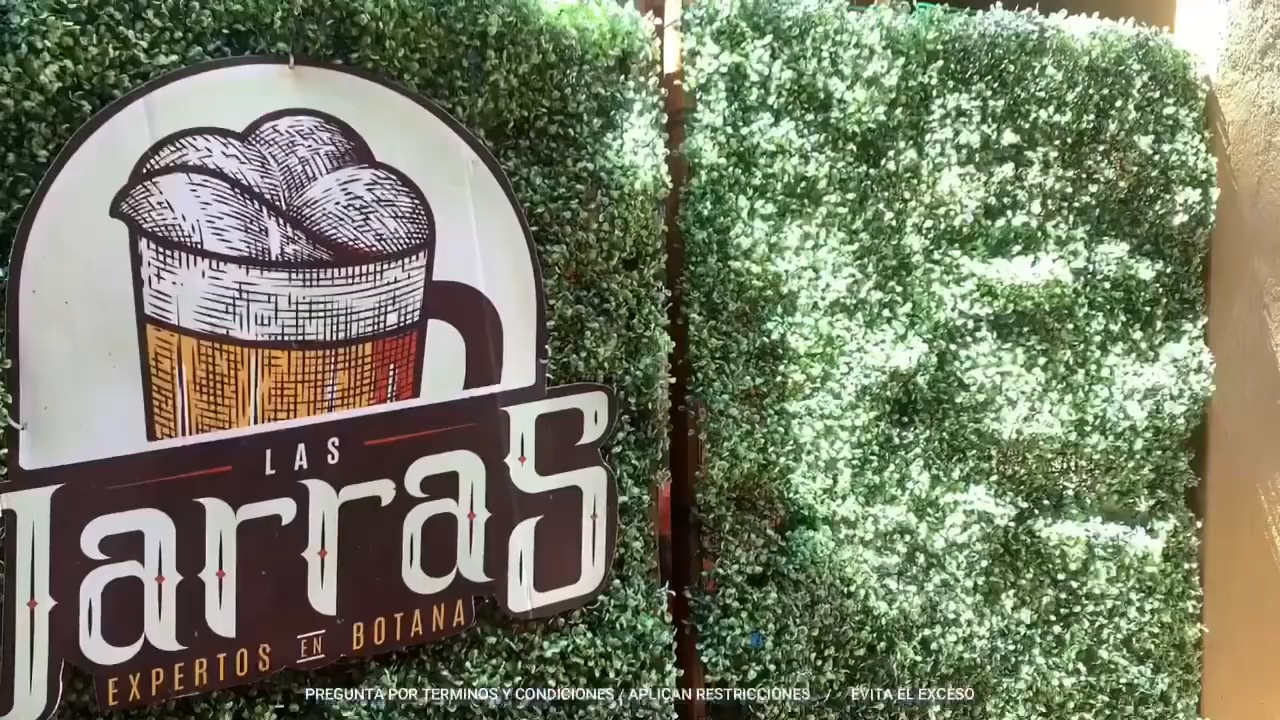 LAS
Jarras
EXPERTOS EN BOTANA
PREGUNTA POR TERMINOS Y CONDICIONES / APLICAN RESTRICCIONES / EVITA EL EXCESO